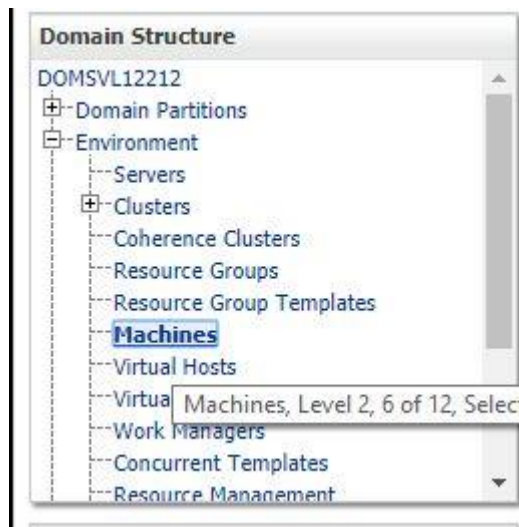 Domain Structure
DOMSVL12212
Domain Partitions
Environment
Servers
Clusters
Coherence Clusters
Resource Groups
Resource Group Templates
Machines
Virtual Hosts
Virtua
Machines, Level 2, 6 of 12, Selec
Work Managers
Concurrent Templates
Resource Management